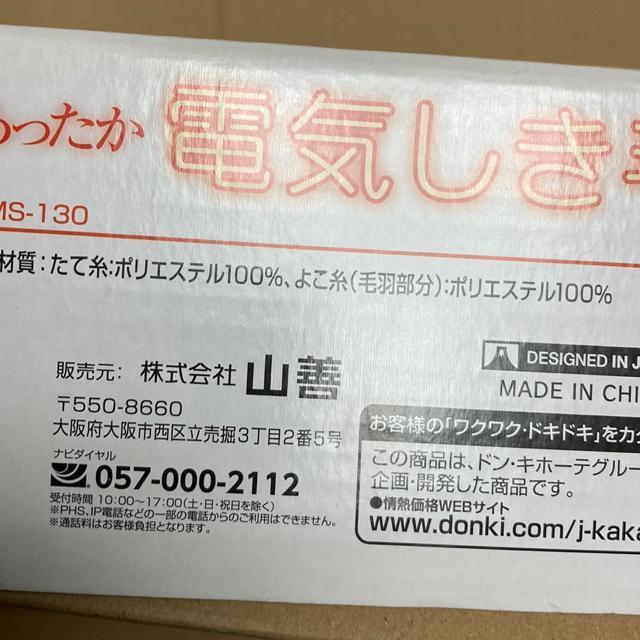 ったか 電気しき
MS-130
材質：たて糸：ポリエステル100％、よこ糸（毛羽部分）：ポリエステル100％
販売元： 株式会社 山善
〒550-8660
大阪府大阪市西区立売堀3丁目2番5号
ナビダイヤル
057-000-2112
受付時間 10：00～17：00（土・日・祝日を除く）
※PHS、IP電話などの一部の電話からのご利用はできません。
※通話料はお客様負担となります。
DESIGNED IN J
MADE IN CHI
お客様の「ワクワク・ドキドキ」をカ
この商品は、ドン・キホーテグルー
企画・開発した商品です。
●情熱価格WEBサイト
www.donki.com/j-kaka